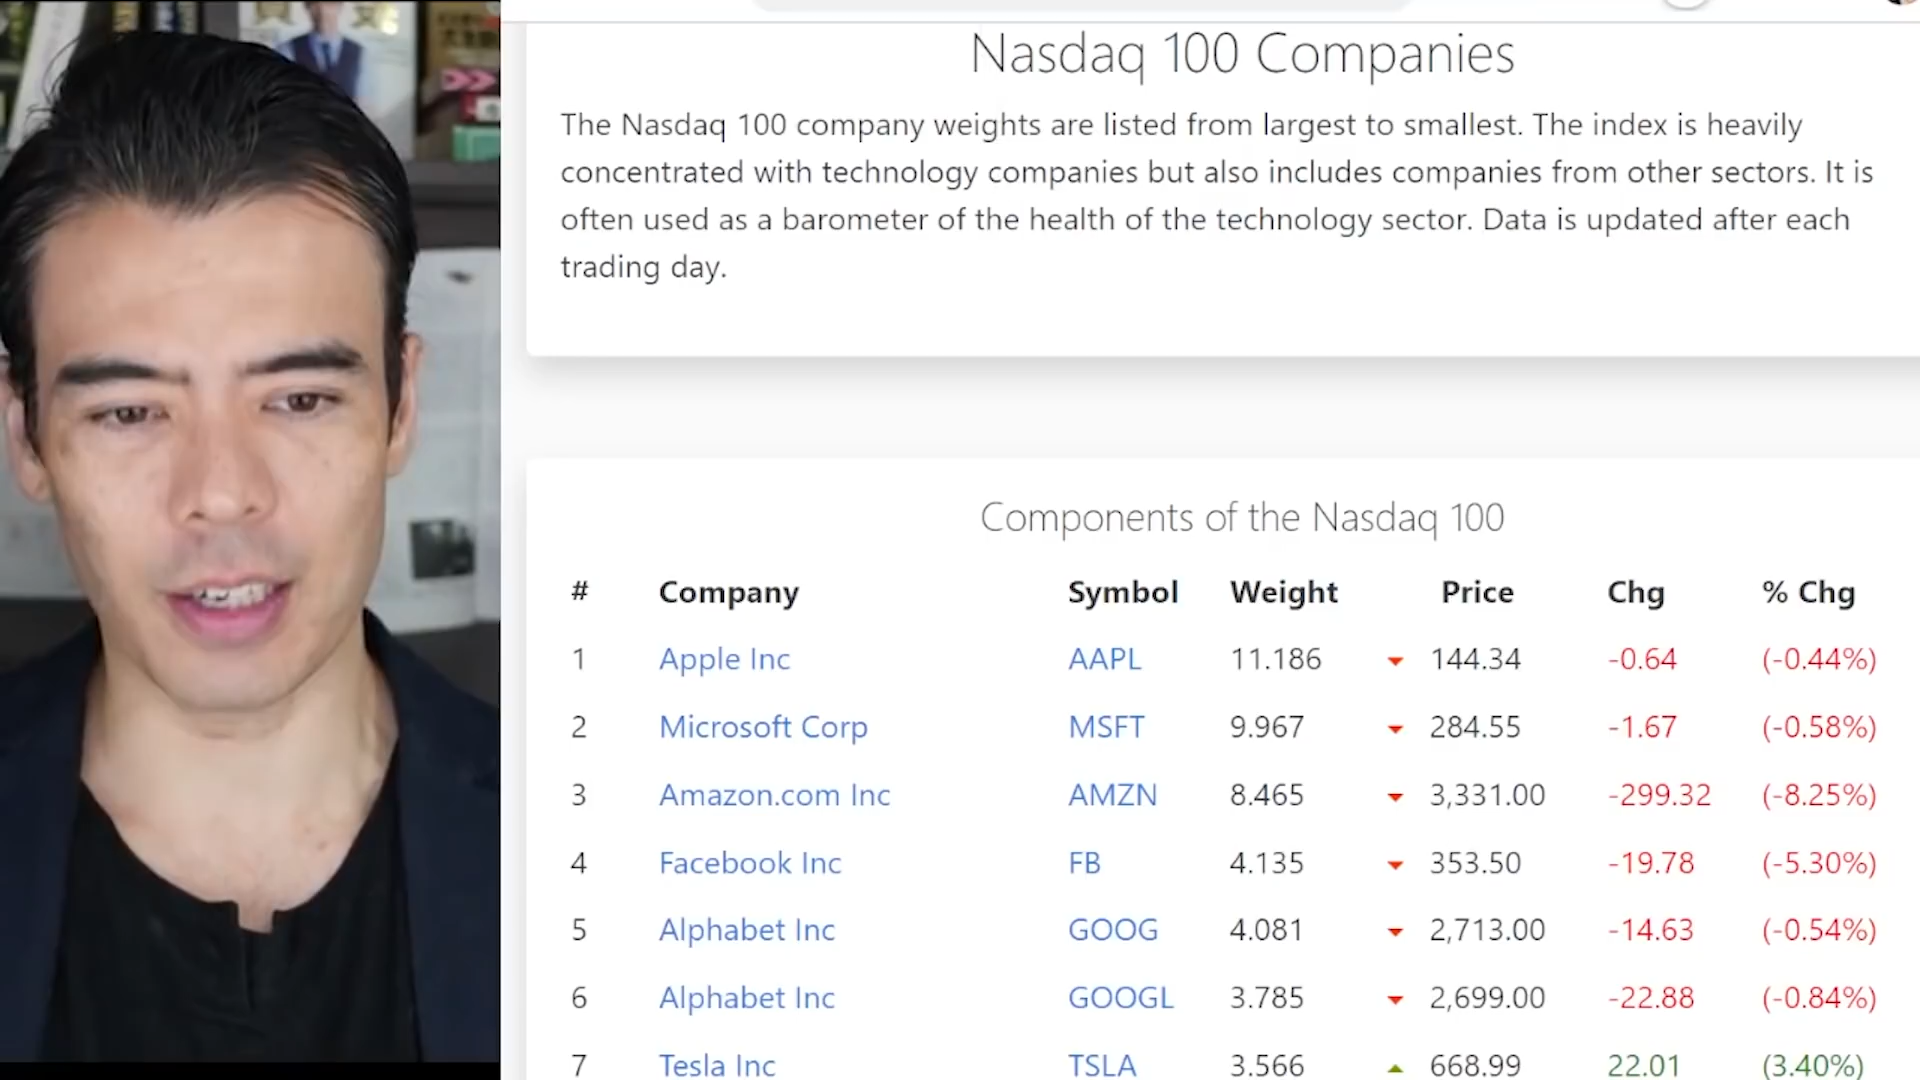 Nasdaq 100 Companies
The Nasdaq 100 company weights are listed from largest to smallest. The index is heavily
concentrated with technology companies but also includes companies from other sectors. It is
often used as a barometer of the health of the technology sector. Data is updated after each
trading day.
Components of the Nasdaq 100
# Company Symbol Weight Price Chg % Chg
1 Apple Inc AAPL 11.186 144.34 -0.64 (-0.44%)
2 Microsoft Corp MSFT 9.967 284.55 -1.67 (-0.58%)
3 Amazon.com Inc AMZN 8.465 3,331.00 -299.32 (-8.25%)
4 Facebook Inc FB 4.135 353.50 -19.78 (-5.30%)
5 Alphabet Inc GOOG 4.081 2,713.00 -14.63 (-0.54%)
6 Alphabet Inc GOOGL 3.785 2,699.00 -22.88 (-0.84%)
7 Tesla Inc TSLA 3.566 668.99 22.01 (3.40%)